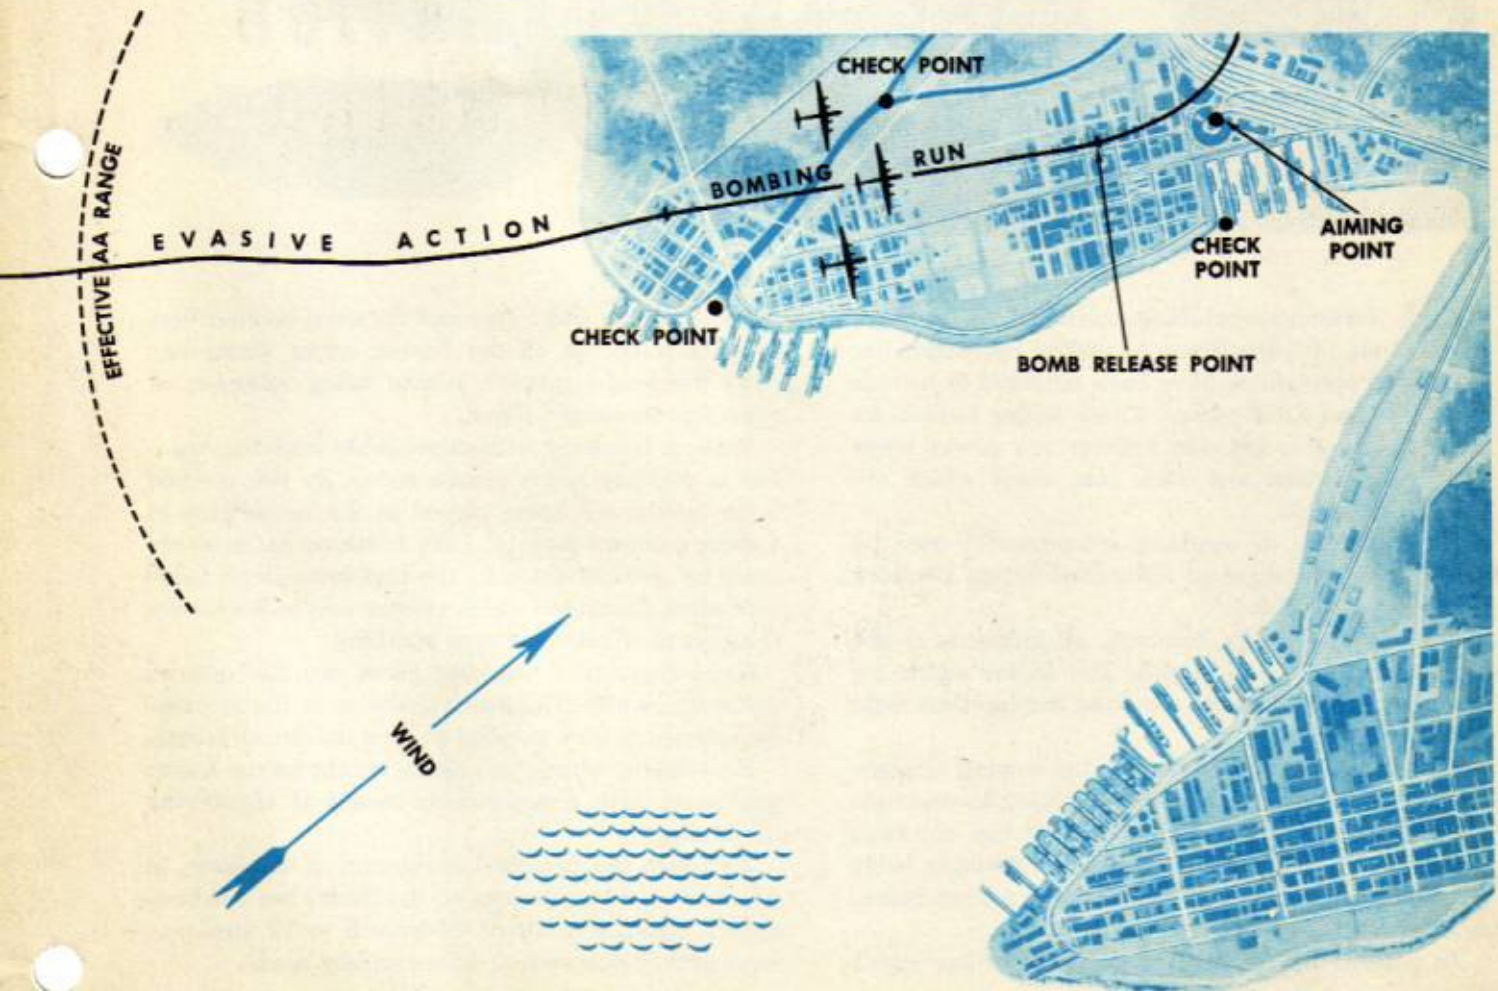 CHECK POINT
EFFECTIVE AA RANGE
BOMBING RUN
EVASIVE ACTION
AIMING
POINT
CHECK
POINT
CHECK POINT
BOMB RELEASE POINT
WIND